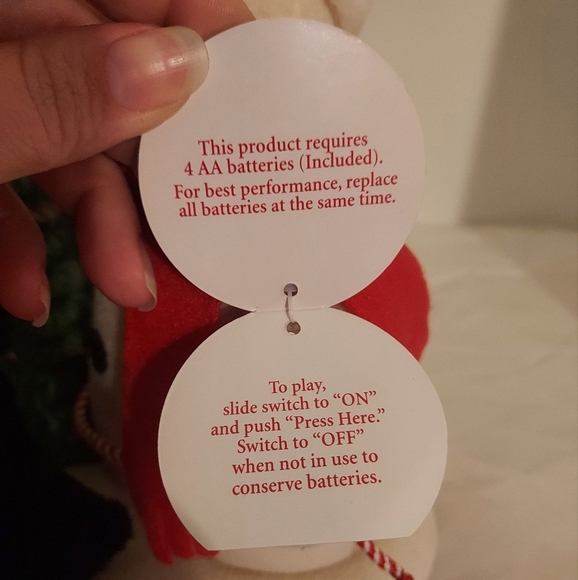 This product requires
4 AA batteries (Included).
For best performance, replace
all batteries at the same time.
To play,
slide switch to “ON”
and push “Press Here.”
Switch to “OFF”
when not in use to
conserve batteries.